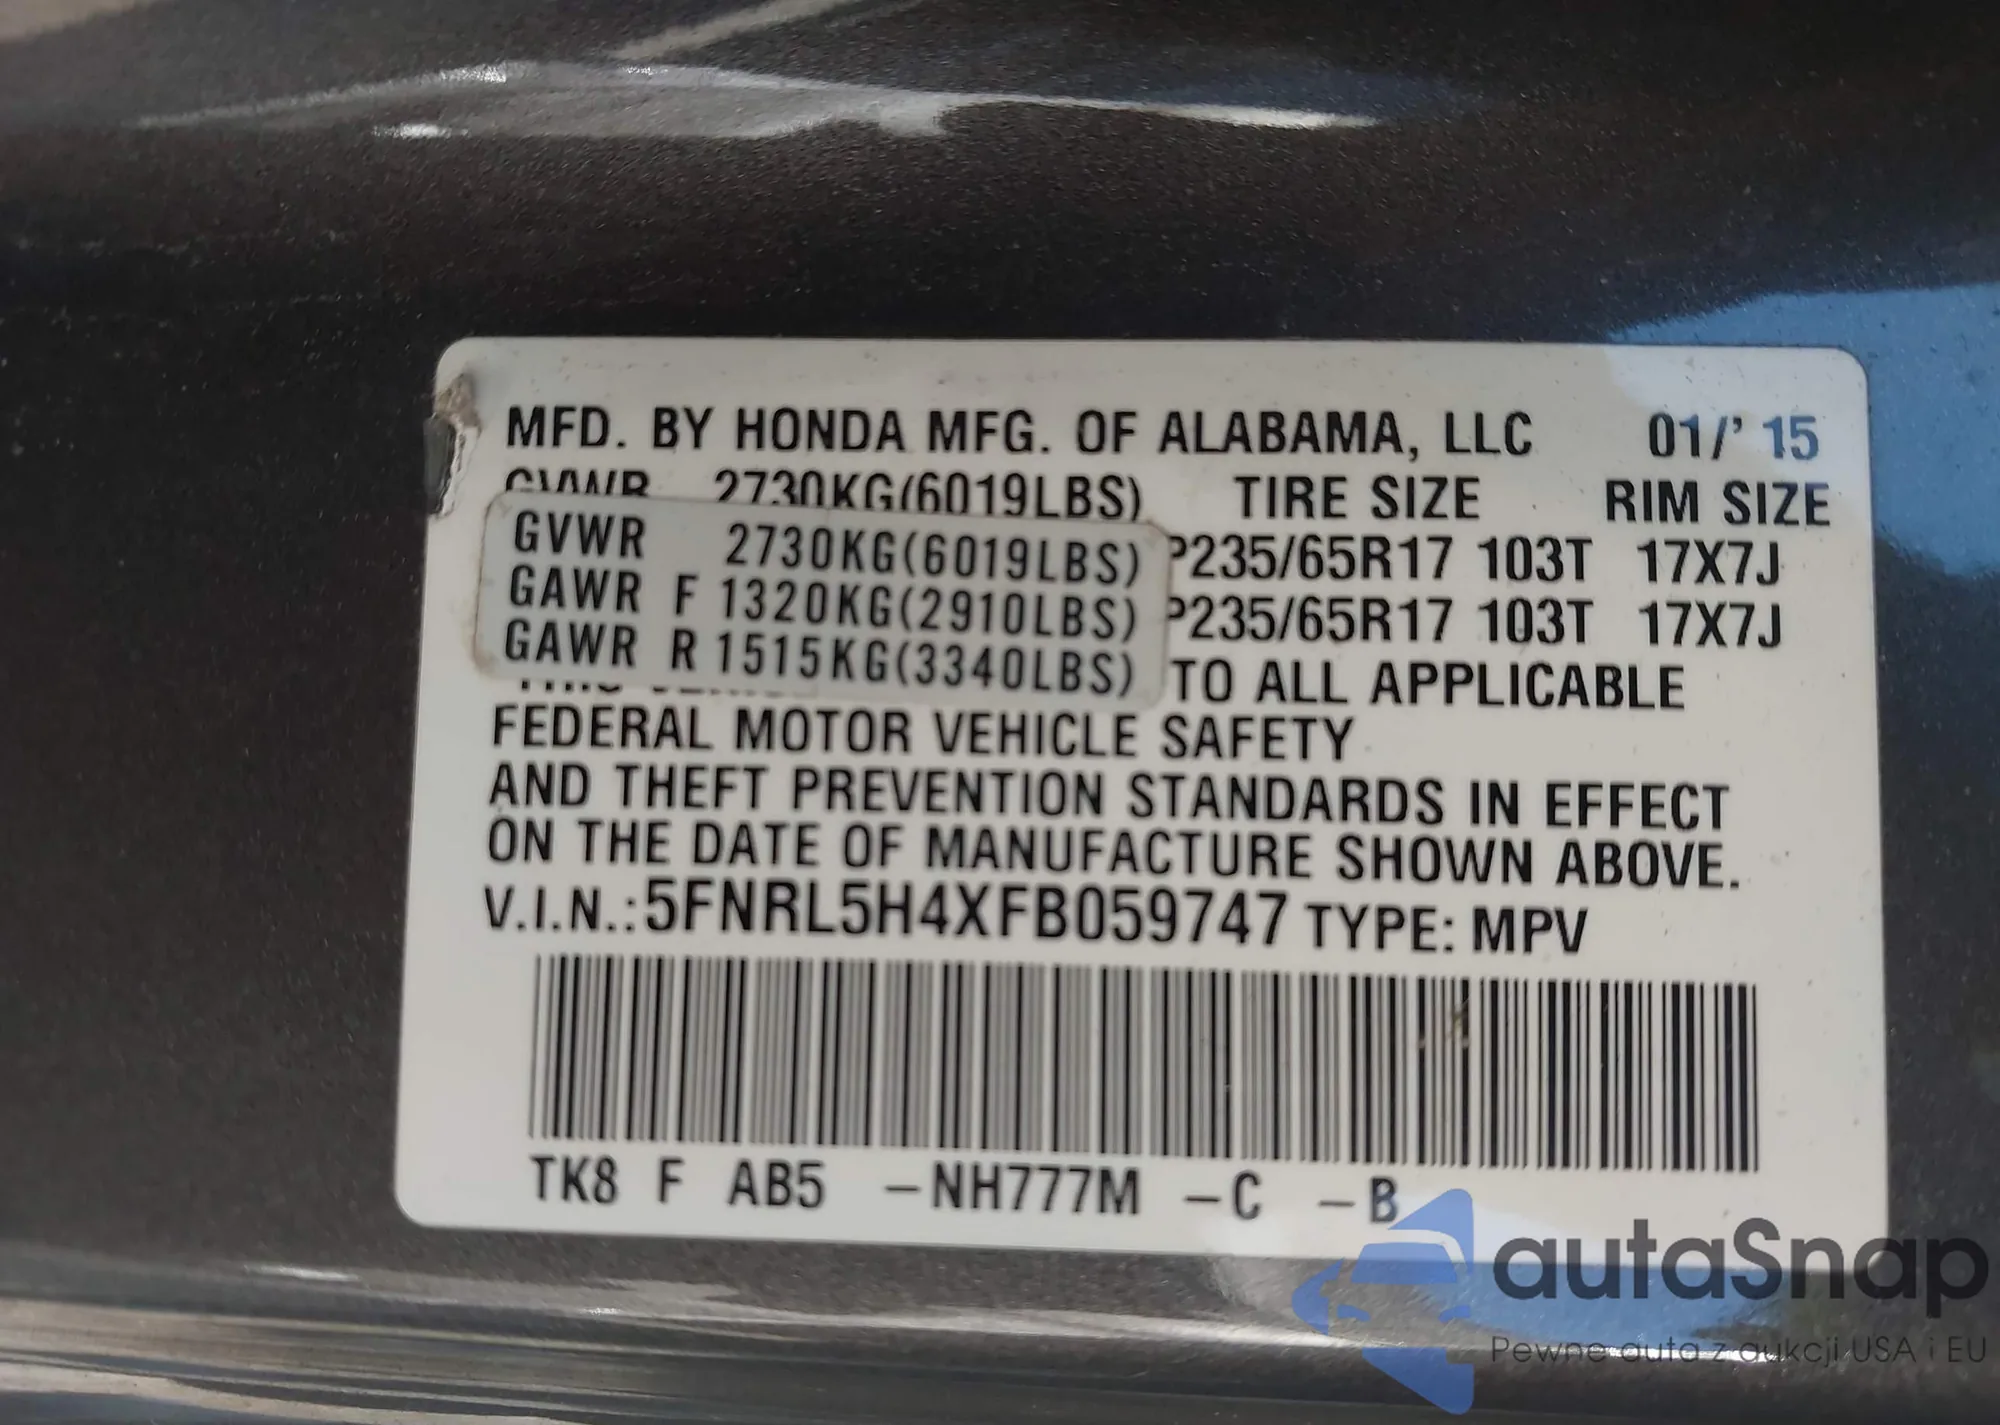 MFD. BY HONDA MFG. OF ALABAMA, LLC 01/' 15
GVWR 2730KG(6019LBS) TIRE SIZE RIM SIZE
GVWR 2730KG(6019LBS) P235/65R17 103T 17X7J
GAWR F 1320KG(2910LBS) P235/65R17 103T 17X7J
GAWR R 1515KG(3340LBS) TO ALL APPLICABLE
FEDERAL MOTOR VEHICLE SAFETY
AND THEFT PREVENTION STANDARDS IN EFFECT
ON THE DATE OF MANUFACTURE SHOWN ABOVE.
V.I.N.:5FNRL5H4XFB059747 TYPE: MPV
TK8 F AB5 -NH777M -C -B
autaSnap
Pewne auta z aukcji USA i EU